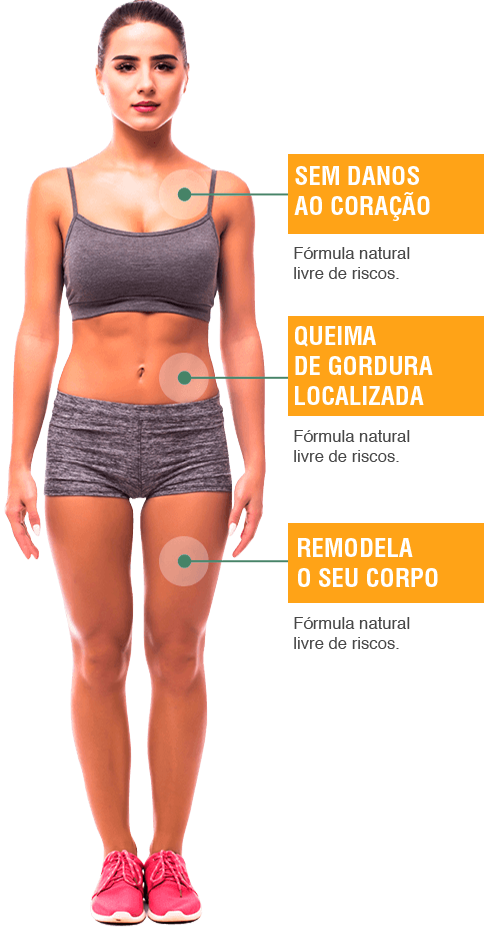 SEM DANOS
AO CORAÇÃO
Fórmula natural
livre de riscos.
QUEIMA
DE GORDURA
LOCALIZADA
Fórmula natural
livre de riscos.
REMODELA
O SEU CORPO
Fórmula natural
livre de riscos.